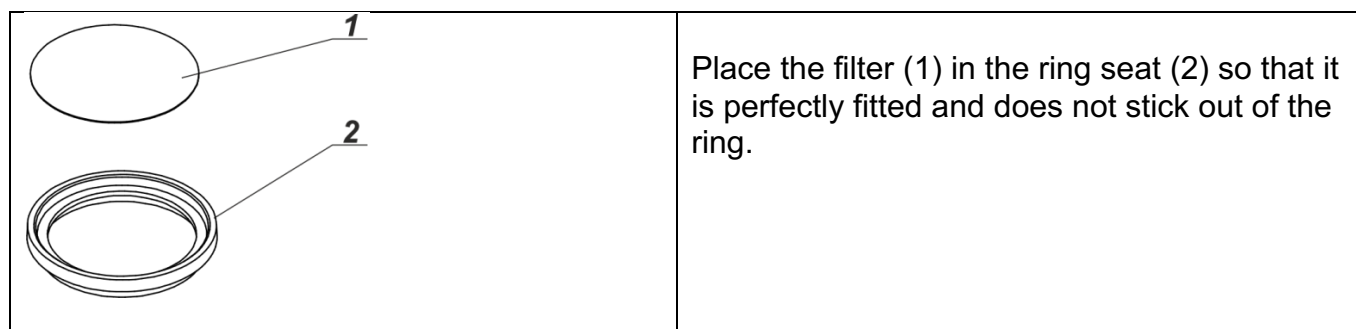 1
2
Place the filter (1) in the ring seat (2) so that it
is perfectly fitted and does not stick out of the
ring.